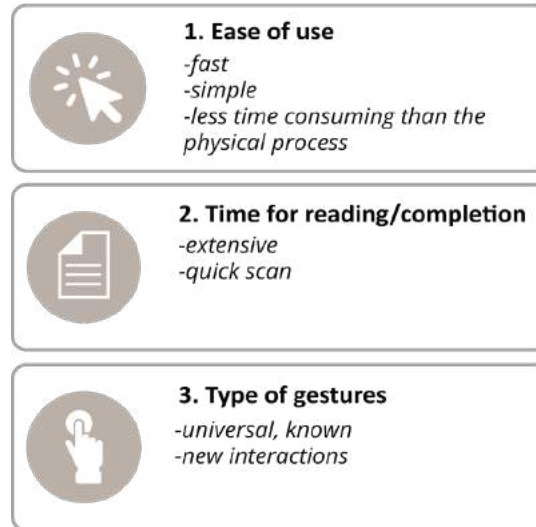 1. Ease of use
-fast
-simple
-less time consuming than the
physical process
2. Time for reading/completion
-extensive
-quick scan
3. Type of gestures
-universal, known
-new interactions